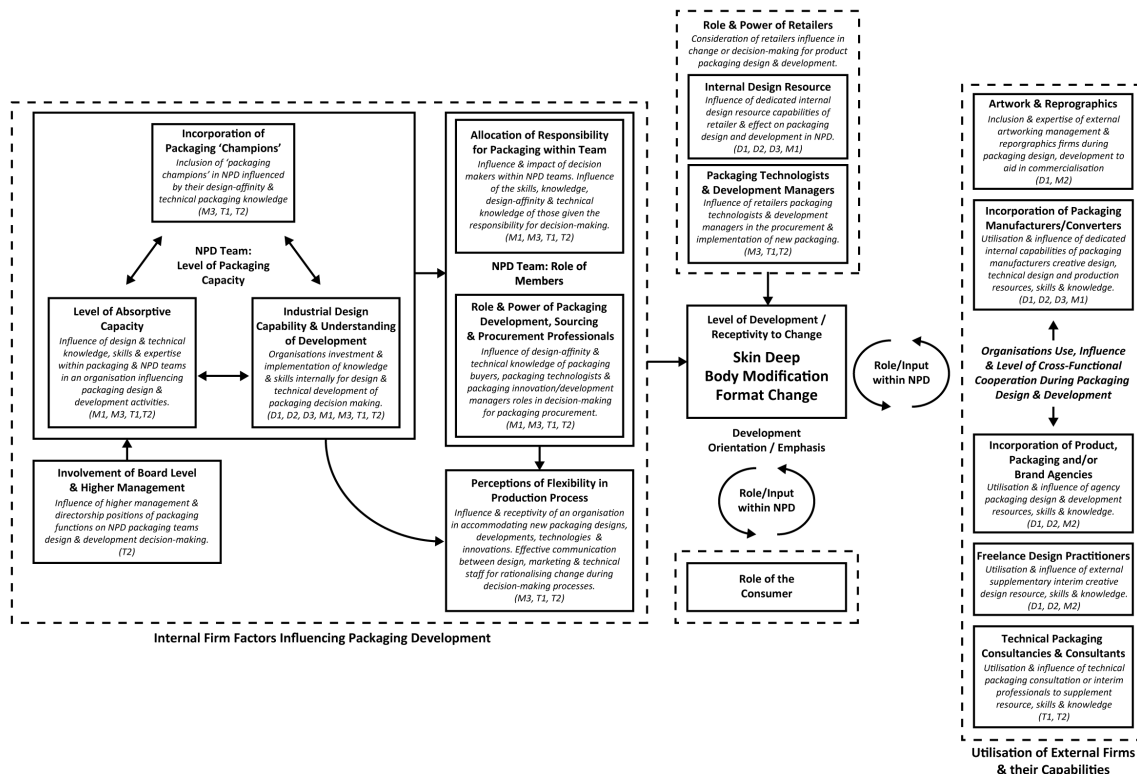 Role & Power of Retailers
Consideration of retailers influence in
change or decision-making for product
packaging design & development.
Internal Design Resource
Influence of dedicated internal
design resource capabilities of
retailer & effect on packaging
design and development in NPD.
(D1, D2, D3, M1)
Packaging Technologists
& Development Managers
Influence of retailers packaging
technologists & development
managers in the procurement &
implementation of new packaging.
(M3, T1,T2)
Incorporation of
Packaging ‘Champions’
Inclusion of ‘packaging
champions’ in NPD influenced
by their design-affinity &
technical packaging knowledge
(M3, T1, T2)
NPD Team:
Level of Packaging
Capacity
Level of Absorptive
Capacity
Influence of design & technical
knowledge, skills & expertise
within packaging & NPD teams
in an organisation influencing
packaging design &
development activities.
(M1, M3, T1,T2)
Industrial Design
Capability & Understanding
of Development
Organisations investment &
implementation of knowledge
& skills internally for design &
technical development of
packaging decision making.
(D1, D2, D3, M1, M3, T1, T2)
Involvement of Board Level
& Higher Management
Influence of higher management &
directorship positions of packaging
functions on NPD packaging teams
design & development decision-making.
(T2)
Allocation of Responsibility
for Packaging within Team
Influence & impact of decision
makers within NPD teams. Influence
of the skills, knowledge,
design-affinity & technical
knowledge of those given the
responsibility for decision-making.
(M1, M3, T1, T2)
NPD Team: Role of
Members
Role & Power of Packaging
Development, Sourcing
& Procurement Professionals
Influence of design-affinity &
technical knowledge of packaging
buyers, packaging technologists &
packaging innovation/development
managers roles in decision-making
for packaging procurement.
(M1, M3, T1, T2)
Perceptions of Flexibility in
Production Process
Influence & receptivity of an organisation
in accommodating new packaging designs,
developments, technologies &
innovations. Effective communication
between design, marketing & technical
staff for rationalising change during
decision-making processes.
(M3, T1, T2)
Internal Firm Factors Influencing Packaging Development
Level of Development /
Receptivity to Change
Skin Deep
Body Modification
Format Change
Development
Orientation / Emphasis
Role/Input
within NPD
Role of the
Consumer
Role/Input
within NPD
Artwork & Reprographics
Inclusion & expertise of external
artworking management &
reporgraphics firms during
packaging design, development to
aid in commercialisation
(D1, M2)
Incorporation of Packaging
Manufacturers/Converters
Utilisation & influence of dedicated
internal capabilities of packaging
manufacturers creative design,
technical design and production
resources, skills & knowledge.
(D1, D2, D3, M1)
Organisations Use, Influence
& Level of Cross-Functional
Cooperation During Packaging
Design & Development
Incorporation of Product,
Packaging and/or
Brand Agencies
Utilisation & influence of agency
packaging design & development
resources, skills & knowledge.
(D1, D2, M2)
Freelance Design Practitioners
Utilisation & influence of external
supplementary interim creative
design resource, skills & knowledge.
(D1, D2, M2)
Technical Packaging
Consultancies & Consultants
Utilisation & influence of technical
packaging consultation or interim
professionals to supplement
resource, skills & knowledge
(T1, T2)
Utilisation of External Firms
& their Capabilities